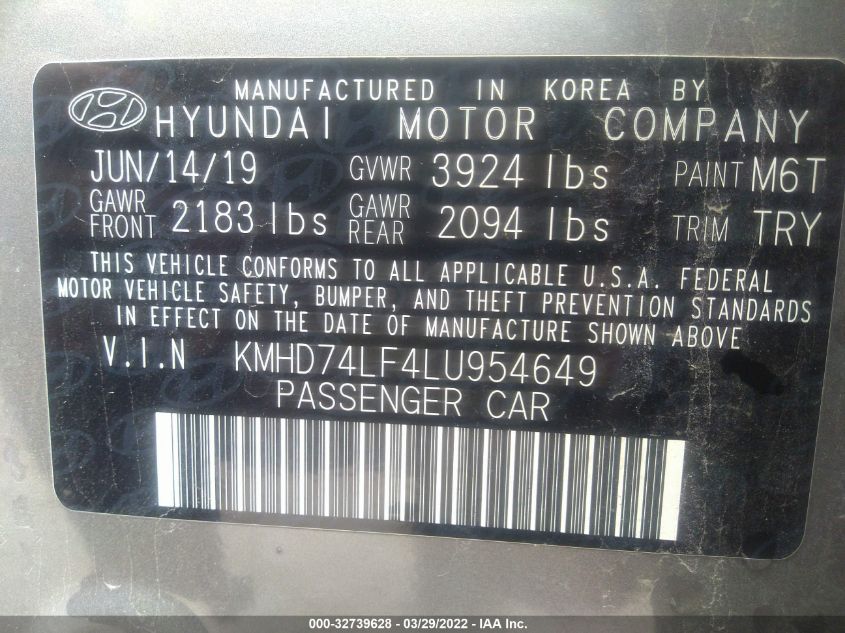 MANUFACTURED IN KOREA BY
HYUNDAI MOTOR COMPANY
JUN/14/19 GVWR 3924 lbs PAINT M6T
GAWR FRONT 2183 lbs GAWR REAR 2094 lbs TRIM TRY
THIS VEHICLE CONFORMS TO ALL APPLICABLE U.S.A. FEDERAL
MOTOR VEHICLE SAFETY, BUMPER, AND THEFT PREVENTION STANDARDS
IN EFFECT ON THE DATE OF MANUFACTURE SHOWN ABOVE
V.I.N KMHD74LF4LU954649
PASSENGER CAR
000-32739628 - 03/29/2022 - IAA Inc.